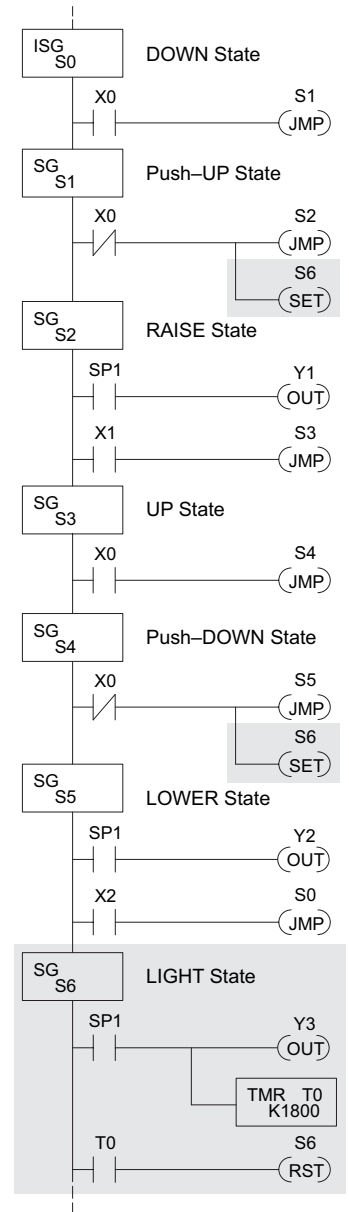 ISG
S0
DOWN State
X0
S1
JMP
SG
S1
Push–UP State
X0
S2
JMP
S6
SET
SG
S2
RAISE State
SP1
Y1
OUT
X1
S3
JMP
SG
S3
UP State
X0
S4
JMP
SG
S4
Push–DOWN State
X0
S5
JMP
S6
SET
SG
S5
LOWER State
SP1
Y2
OUT
X2
S0
JMP
SG
S6
LIGHT State
SP1
Y3
OUT
TMR T0
K1800
T0
S6
RST